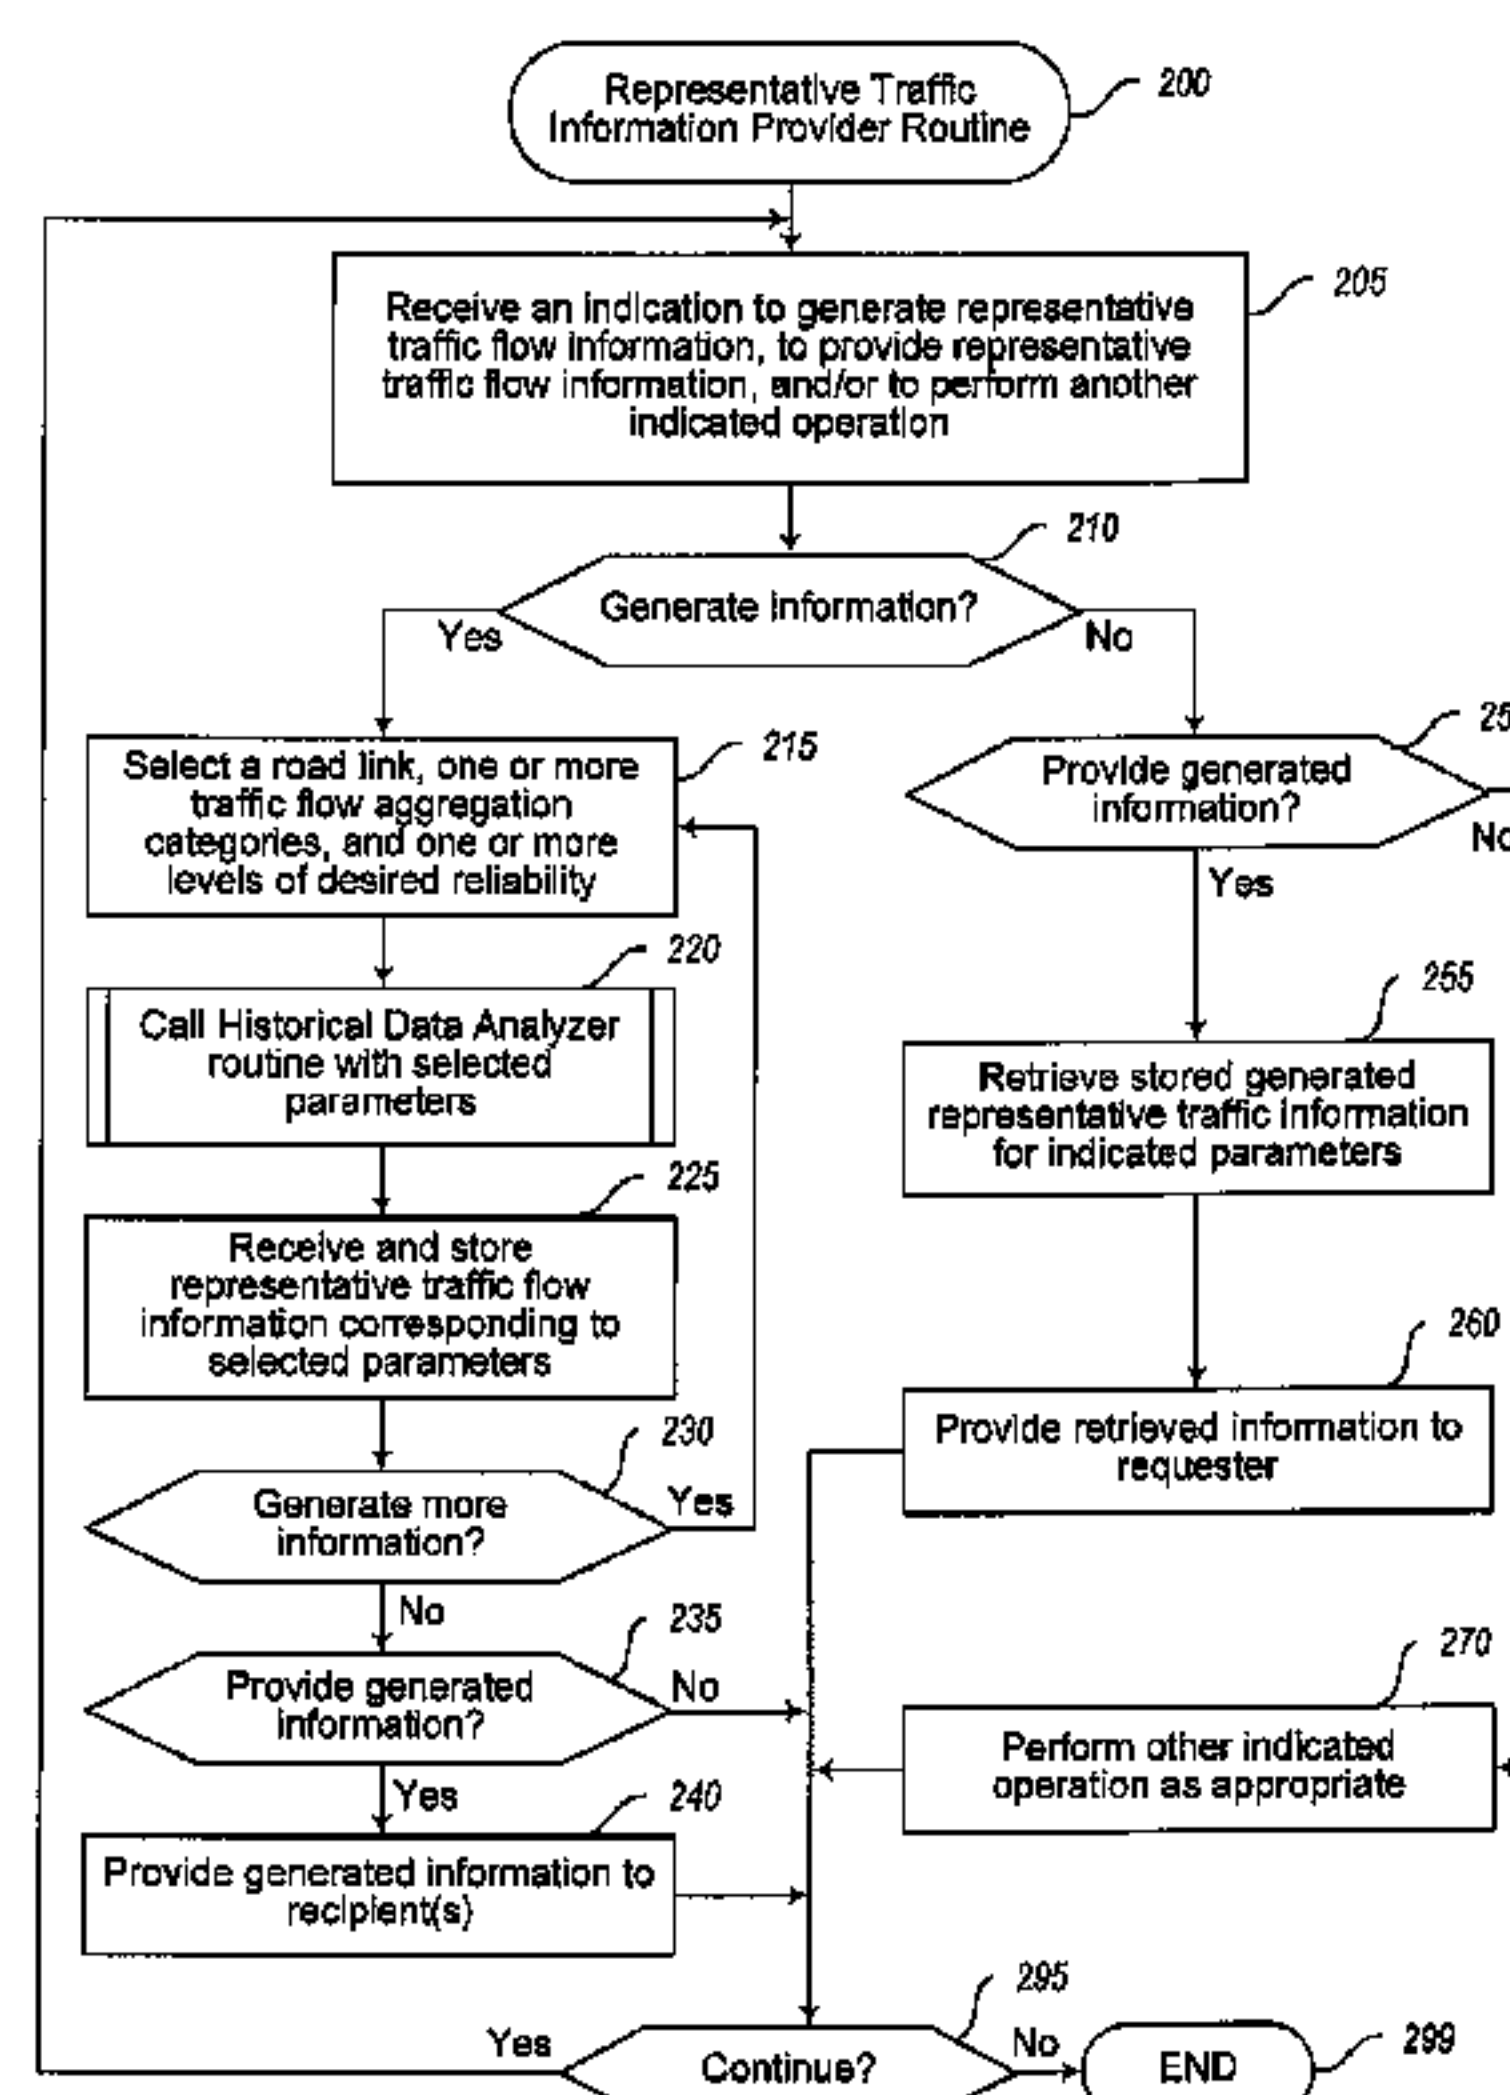 Representative Traffic
Information Provider Routine
200
Receive an indication to generate representative
traffic flow information, to provide representative
traffic flow information, and/or to perform another
indicated operation
205
210
Generate information?
Yes
No
Select a road link, one or more
traffic flow aggregation
categories, and one or more
levels of desired reliability
215
Provide generated
information?
Yes
220
Call Historical Data Analyzer
routine with selected
parameters
255
Retrieve stored generated
representative traffic information
for indicated parameters
225
Receive and store
representative traffic flow
information corresponding to
selected parameters
260
Provide retrieved information to
requester
230
Generate more
information?
Yes
No
235
Provide generated
information?
No
Yes
270
Perform other indicated
operation as appropriate
240
Provide generated information to
recipient(s)
295
Yes
Continue?
No
END
299